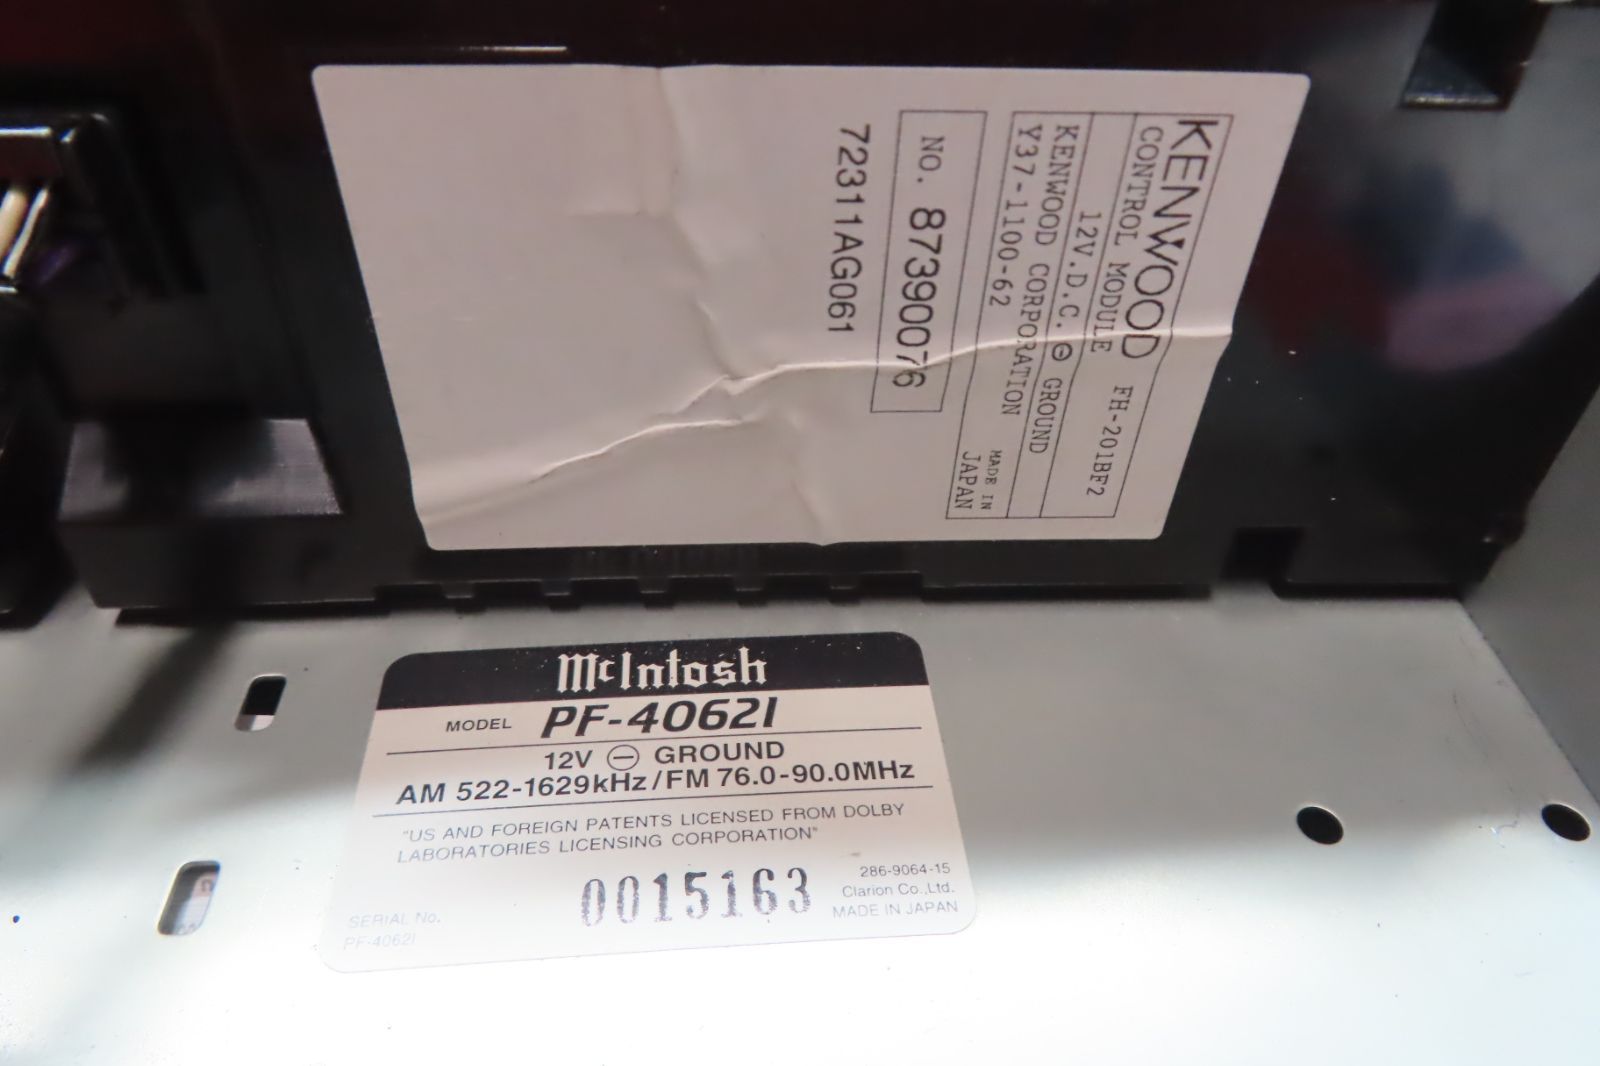 KENWOOD
CONTROL MODULE FH-201BF2
12V.D.C. ⊖ GROUND
KENWOOD CORPORATION
Y37-1100-62
MADE IN
JAPAN
NO. 87390076
72311AG061
McIntosh
MODEL PF-4062I
12V ⊖ GROUND
AM 522-1629kHz/FM 76.0-90.0MHz
"US AND FOREIGN PATENTS LICENSED FROM DOLBY
LABORATORIES LICENSING CORPORATION"
0015163
286-9064-15
Clarion Co.,Ltd.
MADE IN JAPAN
SERIAL No.
PF-4062I